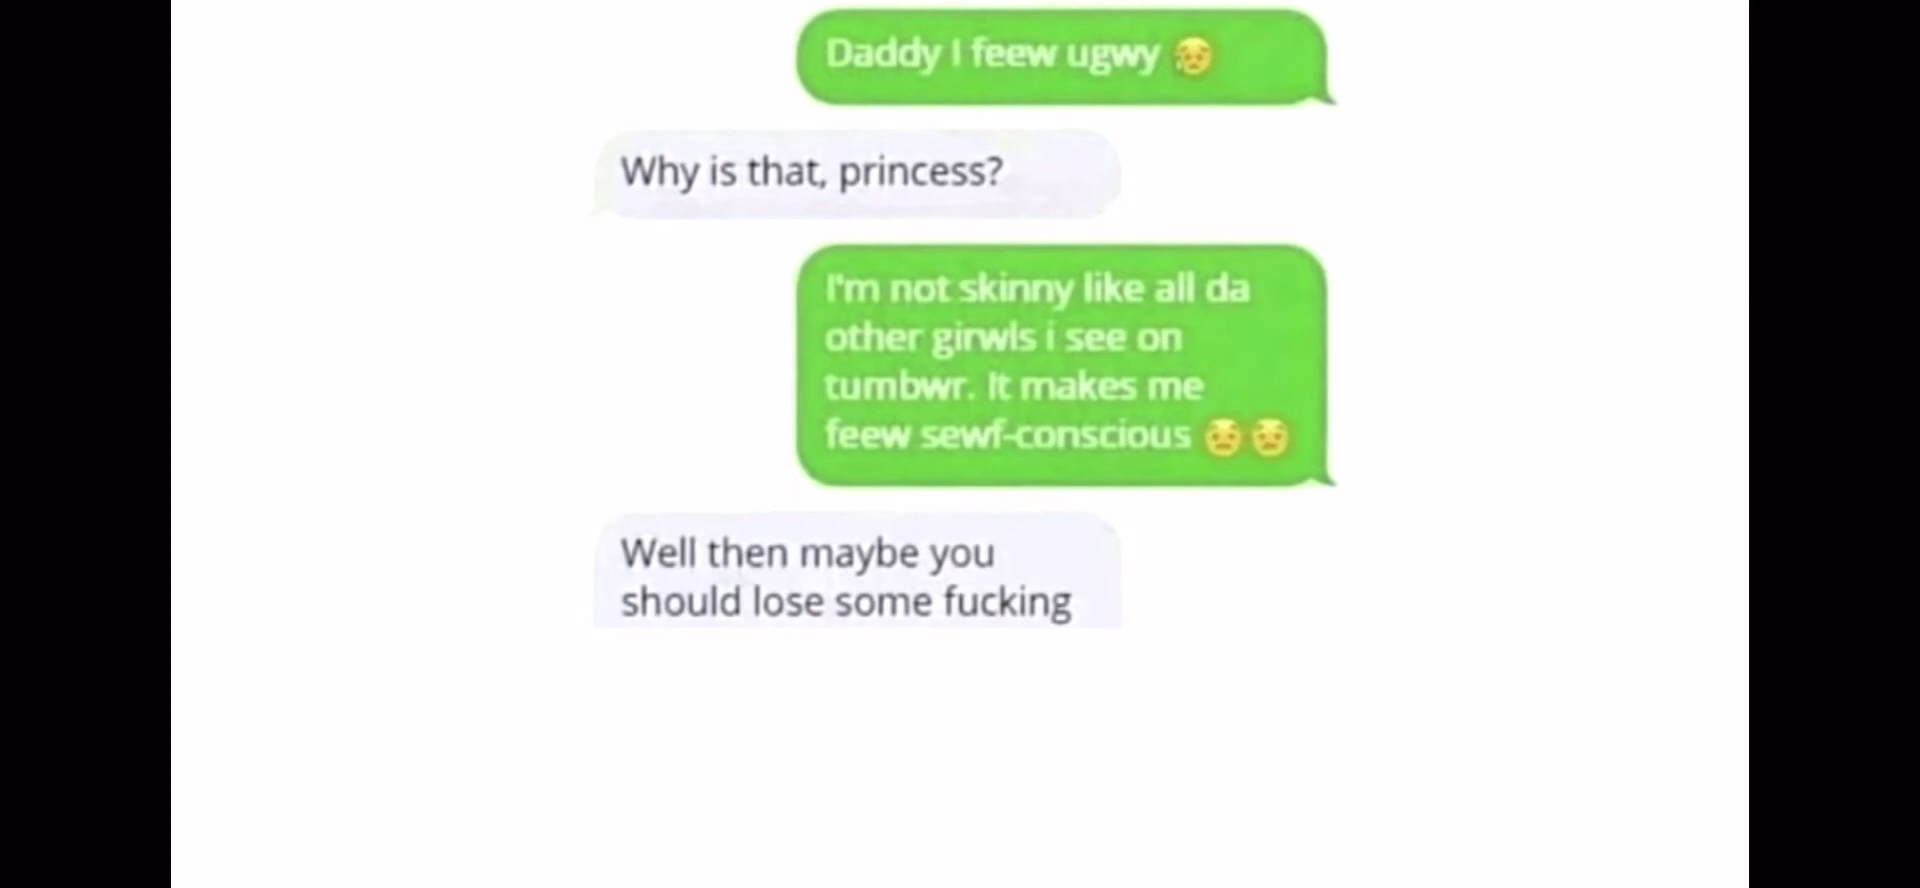 Daddy I feew ugwy 😥
Why is that, princess?
I'm not skinny like all da
other girwls i see on
tumbwr. It makes me
feew sewf-conscious 😣😣
Well then maybe you
should lose some fucking